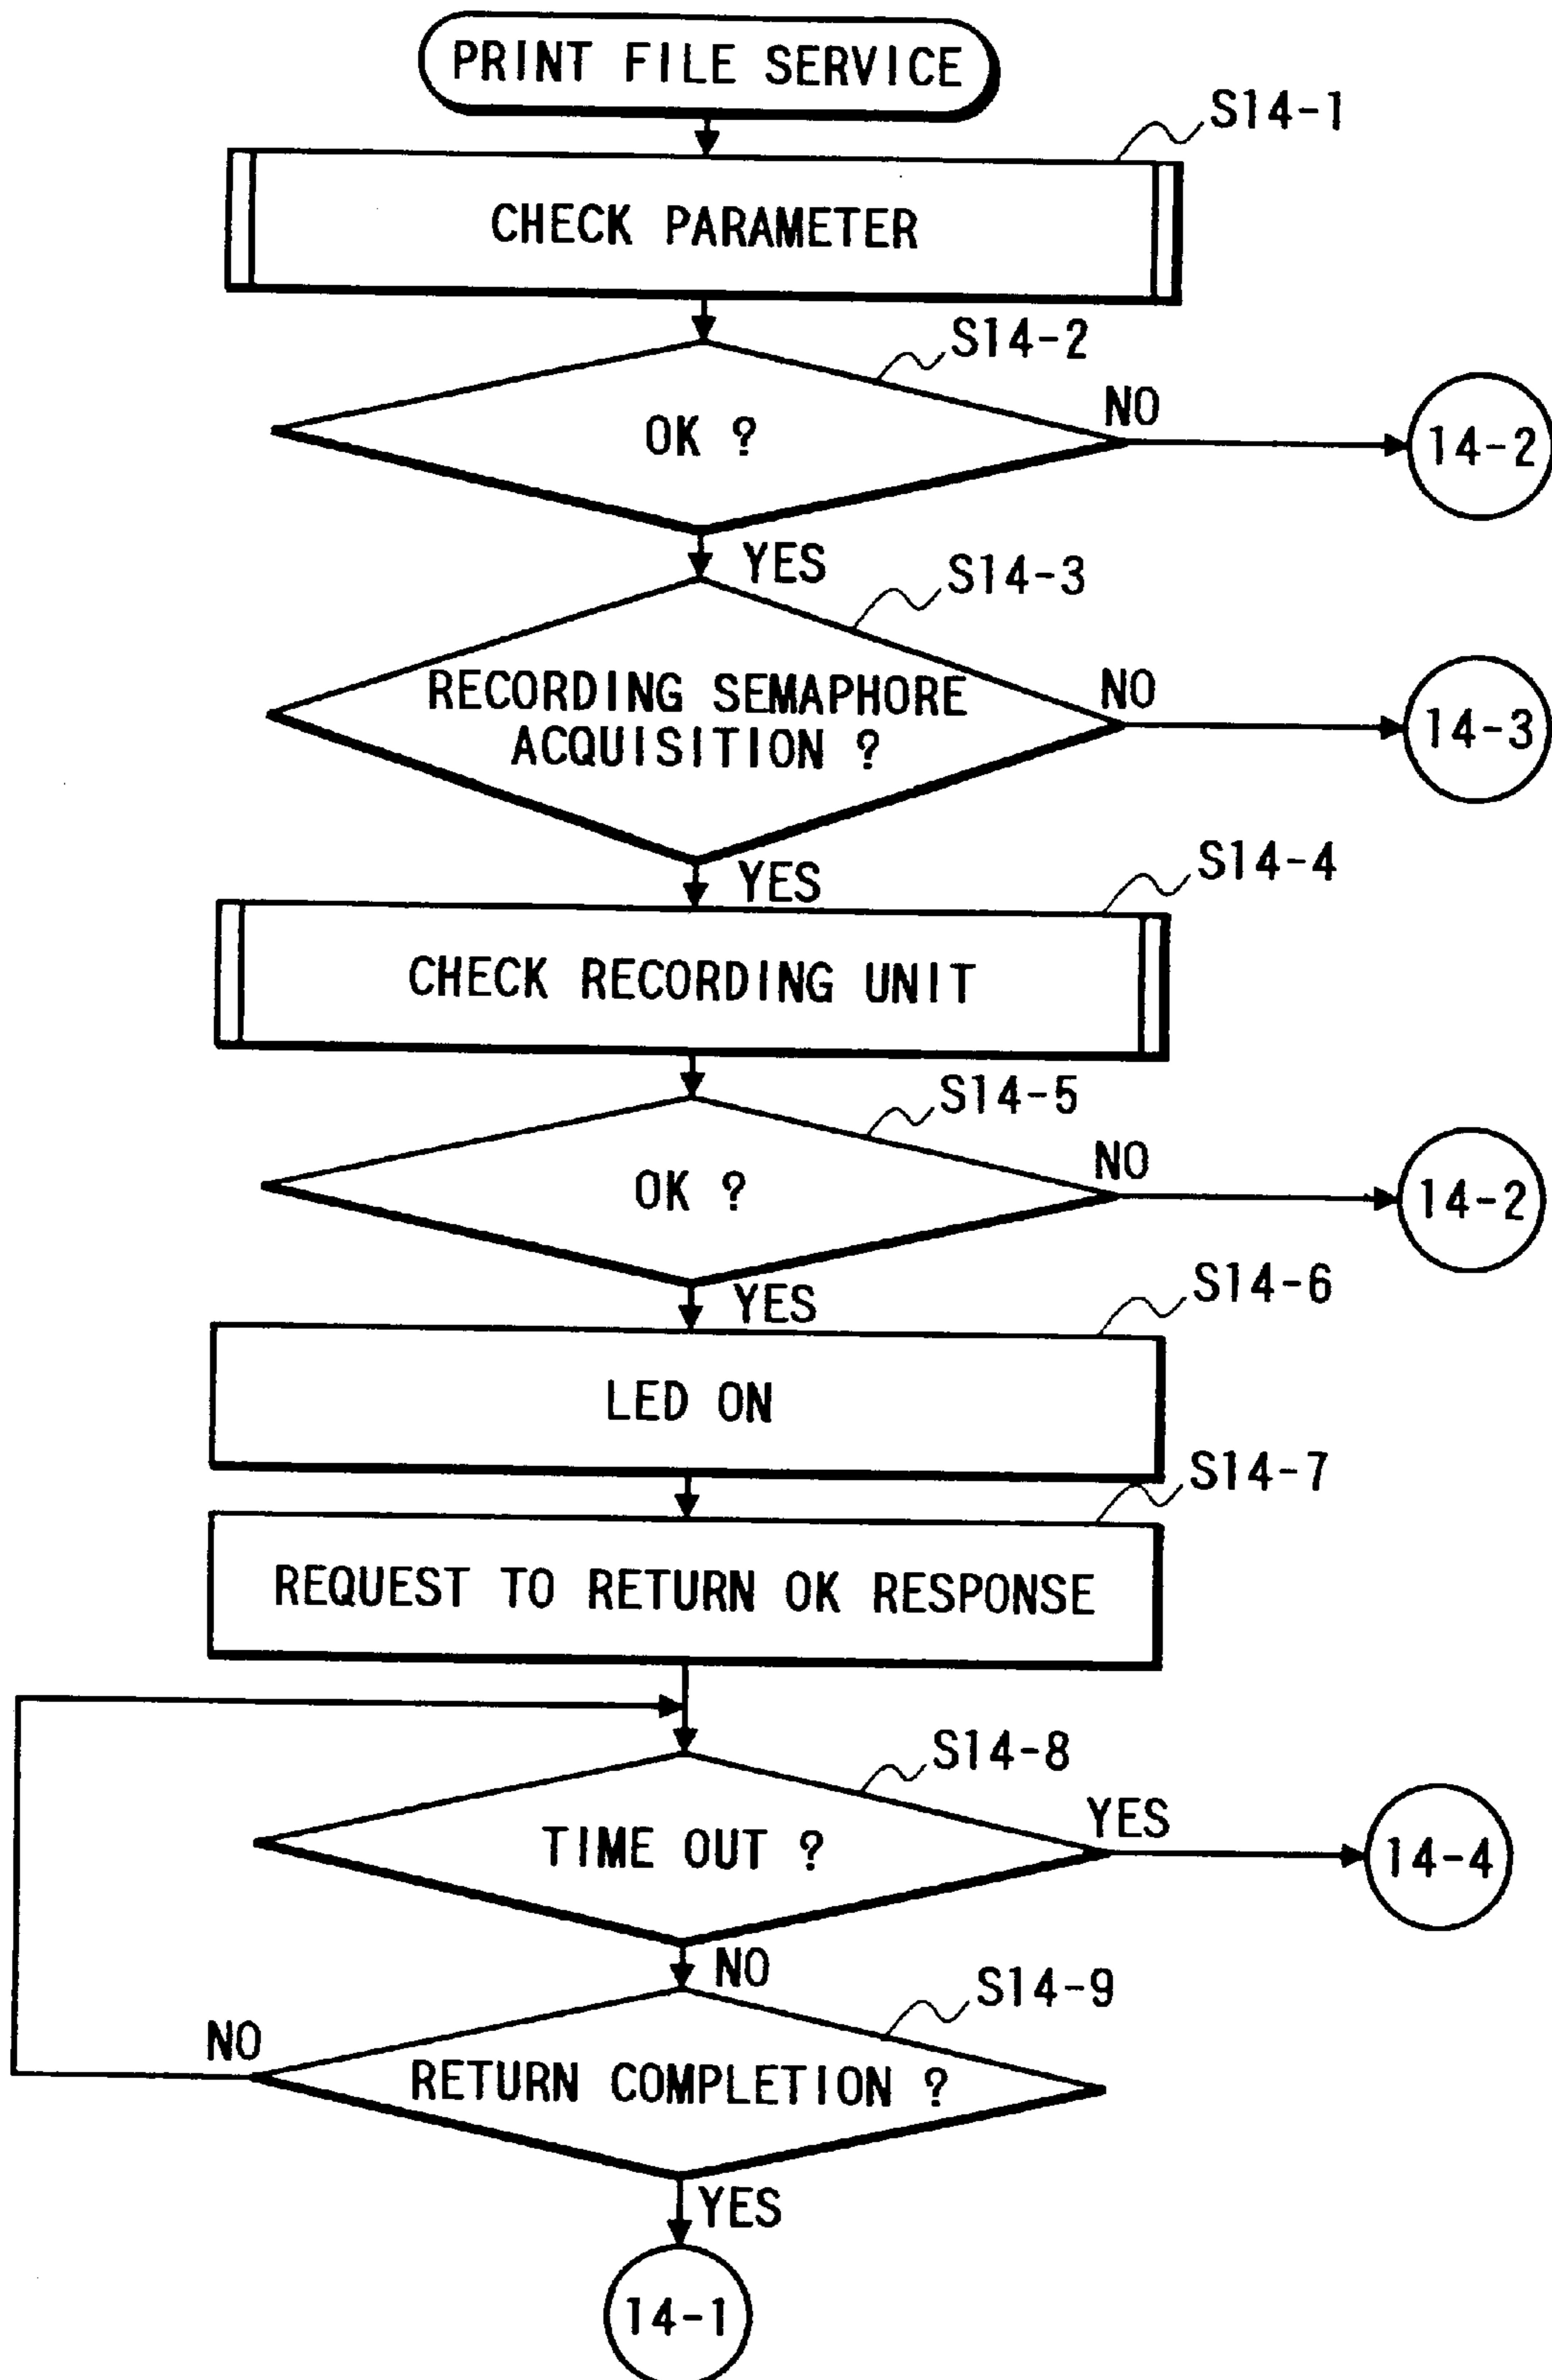 PRINT FILE SERVICE
S14-1
CHECK PARAMETER
S14-2
OK ?
NO
14-2
YES
S14-3
RECORDING SEMAPHORE
ACQUISITION ?
NO
14-3
YES
S14-4
CHECK RECORDING UNIT
S14-5
OK ?
NO
14-2
YES
S14-6
LED ON
S14-7
REQUEST TO RETURN OK RESPONSE
S14-8
TIME OUT ?
YES
14-4
NO
S14-9
NO
RETURN COMPLETION ?
YES
14-1